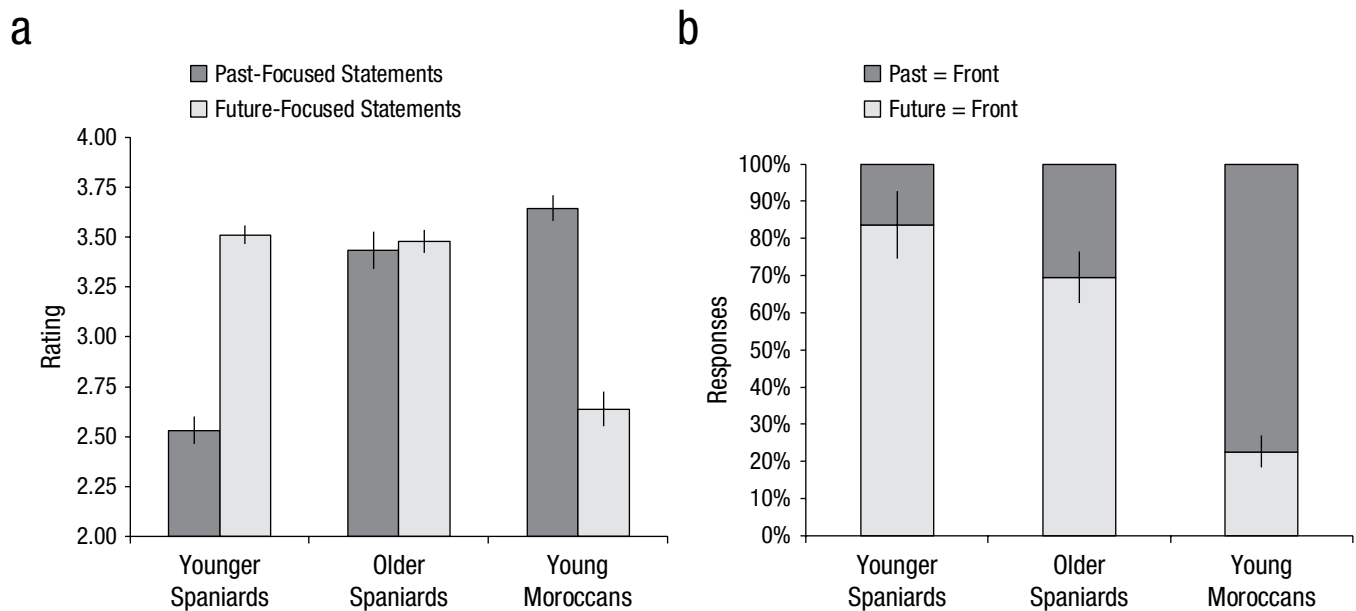 a
Past-Focused Statements
Future-Focused Statements
4.00
3.75
3.50
3.25
3.00
2.75
2.50
2.25
2.00
Rating
Younger
Spaniards
Older
Spaniards
Young
Moroccans
b
Past = Front
Future = Front
100%
90%
80%
70%
60%
50%
40%
30%
20%
10%
0%
Responses
Younger
Spaniards
Older
Spaniards
Young
Moroccans